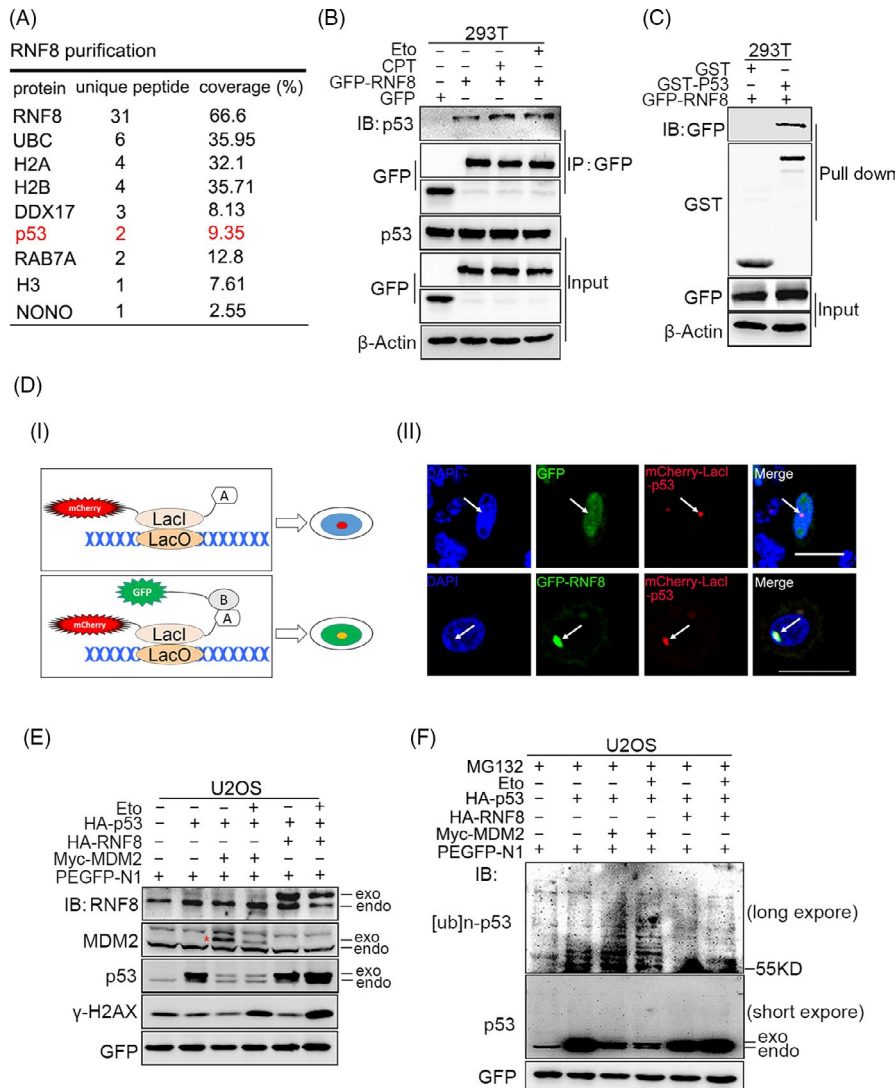 (A)
RNF8 purification
protein unique peptide coverage (%)
RNF8 31 66.6
UBC 6 35.95
H2A 4 32.1
H2B 4 35.71
DDX17 3 8.13
p53 2 9.35
RAB7A 2 12.8
H3 1 7.61
NONO 1 2.55
(B)
293T
Eto − − − − +
CPT − − − + −
GFP-RNF8 − + + +
GFP + − − −
IB: p53
GFP
IP: GFP
p53
GFP
Input
β-Actin
(C)
293T
GST + −
GST-P53 − +
GFP-RNF8 + +
IB: GFP
GST
Pull down
GFP
Input
β-Actin
(D)
(I)
mCherry
A
LacI
LacO
GFP
B
mCherry
A
LacI
LacO
(II)
DAPI
GFP
mCherry-LacI
-p53
Merge
DAPI
GFP-RNF8
mCherry-LacI
-p53
Merge
(E)
U2OS
Eto − − − + − +
HA-p53 − + + + + +
HA-RNF8 − − − − + +
Myc-MDM2 − − + + − −
PEGFP-N1 + + + + + +
IB: RNF8
exo
endo
MDM2
*
exo
endo
p53
exo
endo
γ-H2AX
GFP
(F)
U2OS
MG132 + + + + + +
Eto − − − + − +
HA-p53 − + + + + +
HA-RNF8 − − − − + +
Myc-MDM2 − − + + − −
PEGFP-N1 + + + + + +
IB:
[ub]n-p53
(long expore)
55KD
p53
(short expore)
exo
endo
GFP